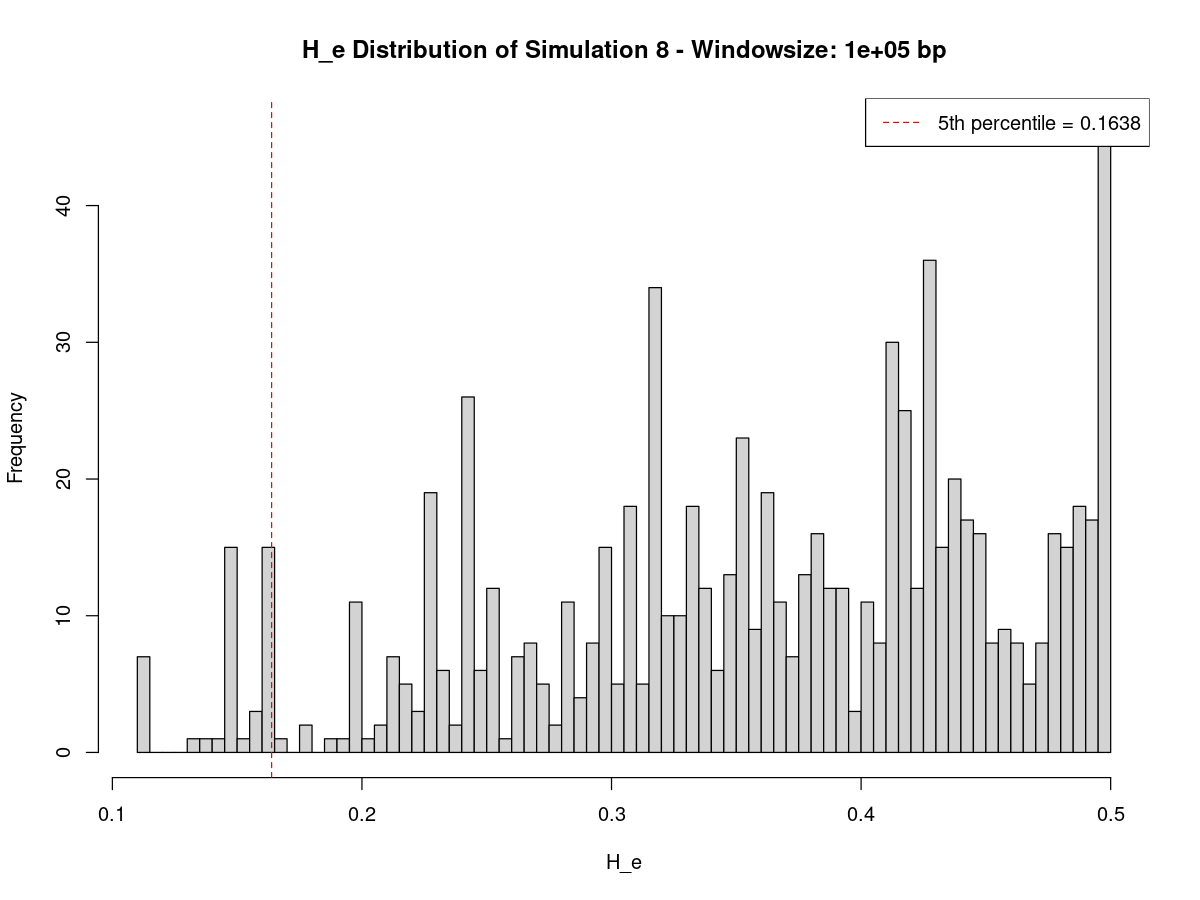 H_e Distribution of Simulation 8 - Windowsize: 1e+05 bp
5th percentile = 0.1638
Frequency
40
30
20
10
0
0.1 0.2 0.3 0.4 0.5
H_e